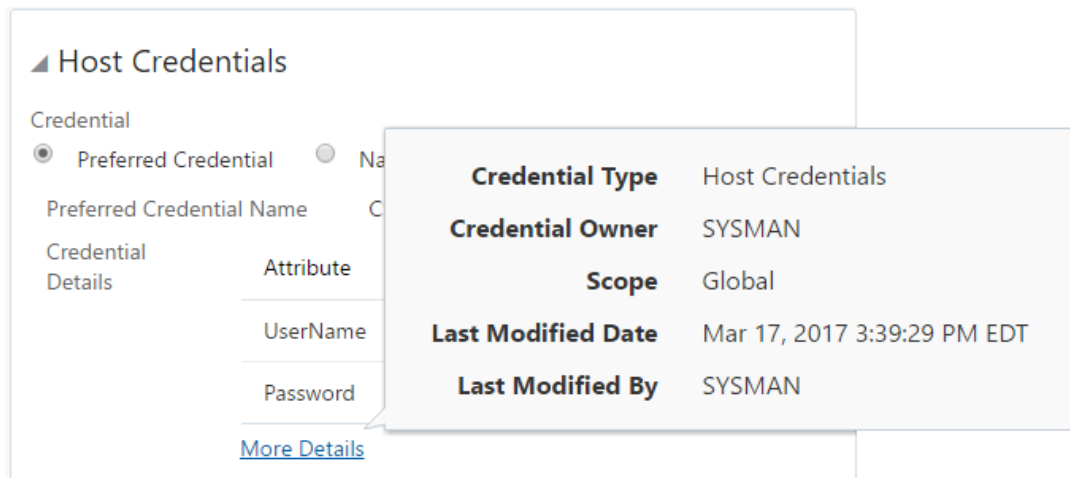 Host Credentials
Credential
Preferred Credential
Preferred Credential Name
Credential
Details
Attribute
UserName
Password
More Details
Credential Type Host Credentials
Credential Owner SYSMAN
Scope Global
Last Modified Date Mar 17, 2017 3:39:29 PM EDT
Last Modified By SYSMAN